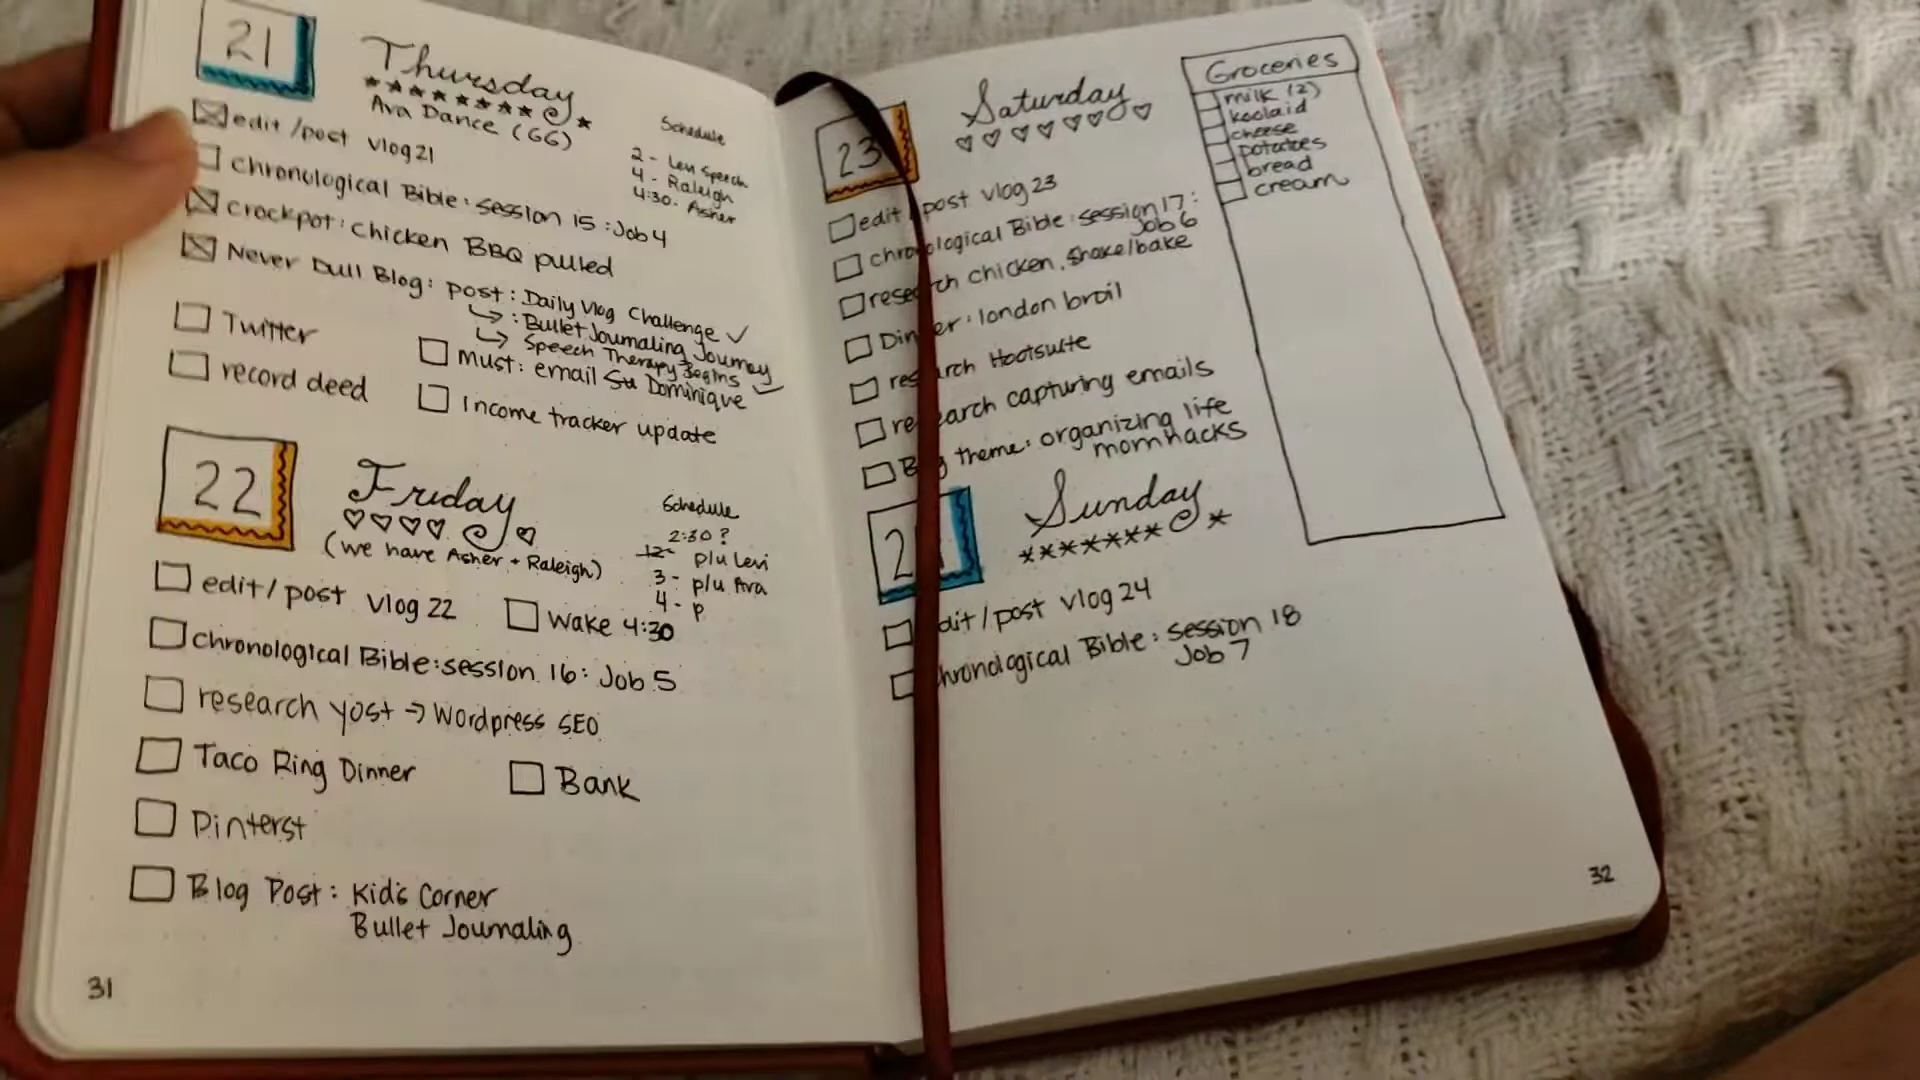 21
Thursday
Ava Dance (GG)
edit/post vlog21
Chronological Bible: session 15: Job 4
crockpot: chicken BBQ pulled
Never Dull Blog: post: Daily Vlog Challenge
: Bullet Journaling Journey
Speech Therapy Begins
Twitter
Must: email Su Dominique
record deed
Income tracker update
Schedule
2 - Levi Speech
4 - Raleigh
4:30- Asher
22
Friday
(we have Asher + Raleigh)
Schedule
2:30?
12- p/u Levi
3 - p/u Ava
4 - p
edit/post vlog 22
Wake 4:30
chronological Bible: session 16: Job 5
research yost → Wordpress SEO
Taco Ring Dinner
Bank
Pinterst
Blog Post: Kid's Corner
Bullet Journaling
31
23
Saturday
edit/post vlog 23
chronological Bible: session 17:
Job 6
research chicken, shake/bake
Dinner: london broil
research Hootsuite
research capturing emails
theme: organizing life
mom hacks
Groceries
milk (2)
koolaid
cheese
potatoes
bread
cream
Sunday
edit/post vlog 24
chronological Bible: session 18
Job 7
32